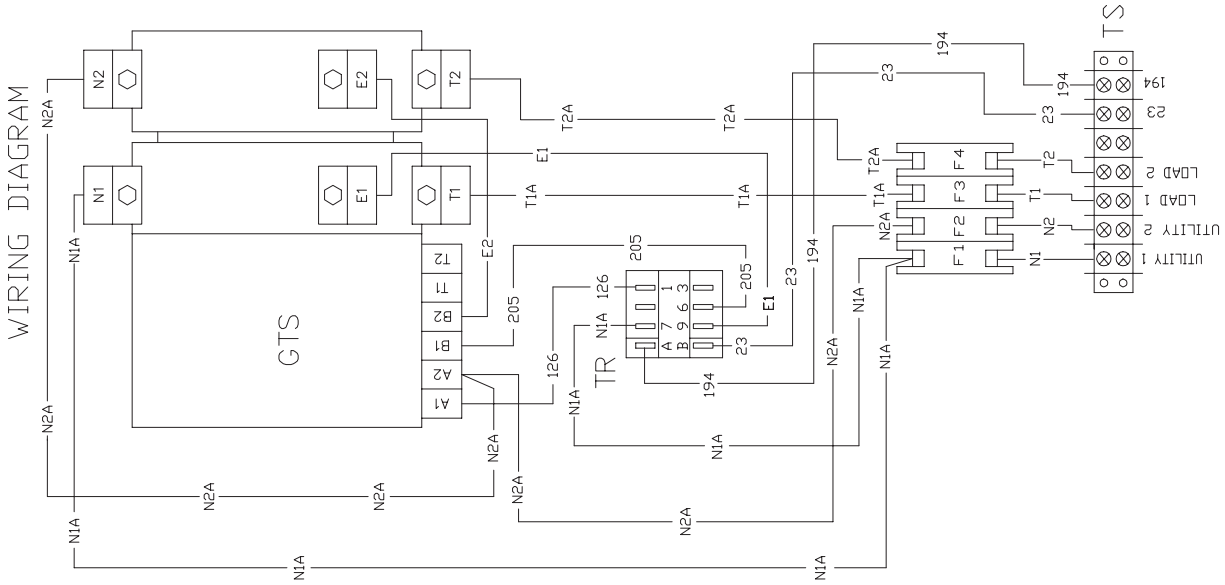 WIRING DIAGRAM
N2
E2
T2
N1
E1
T1
GTS
T2
T1
B2
B1
A2
A1
N2A
N2A
N2A
N2A
N2A
N2A
N2A
N2A
N2A
N1A
N1A
N1A
N1A
N1A
N1A
N1A
N1A
N1A
E2
E1
E1
205
205
205
126
126
T2A
T2A
T2A
T1A
T1A
T1A
TR
1
3
6
7
9
A
B
194
194
194
194
23
23
23
23
F4
F3
F2
F1
T2
T1
N2
N1
TS
194
23
LOAD 2
LOAD 1
UTILITY 2
UTILITY 1